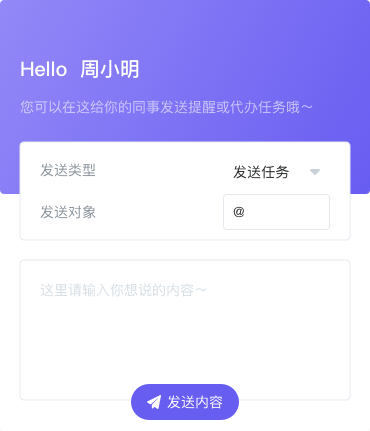 Hello 周小明
您可以在这给你的同事发送提醒或代办任务哦～
发送类型 发送任务
发送对象 @
这里请输入你想说的内容～
发送内容